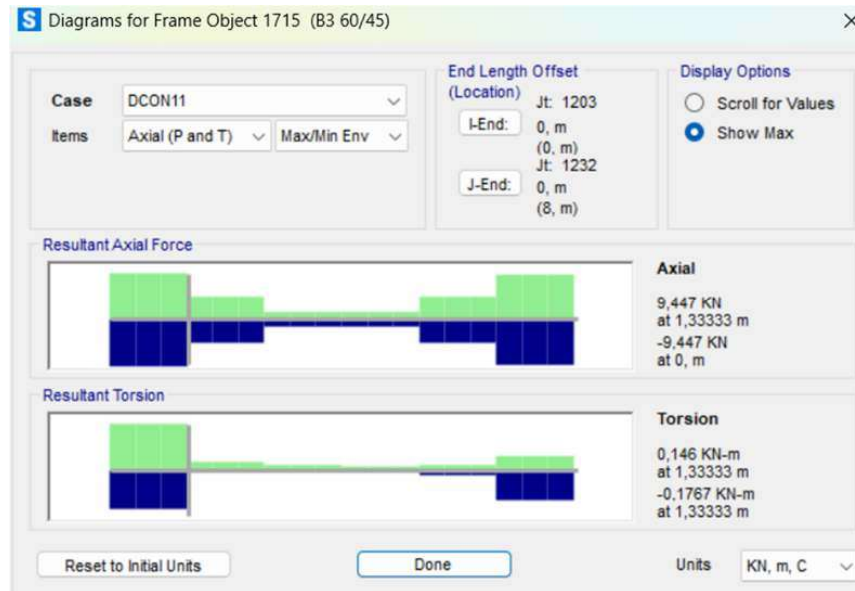 S Diagrams for Frame Object 1715 (B3 60/45)
Case DCON11
Items Axial (P and T) Max/Min Env
End Length Offset
(Location)
Jt: 1203
I-End: 0, m
(0, m)
Jt: 1232
J-End: 0, m
(8, m)
Display Options
Scroll for Values
Show Max
Resultant Axial Force
Axial
9,447 KN
at 1,33333 m
-9,447 KN
at 0, m
Resultant Torsion
Torsion
0,146 KN-m
at 1,33333 m
-0,1767 KN-m
at 1,33333 m
Reset to Initial Units
Done
Units KN, m, C